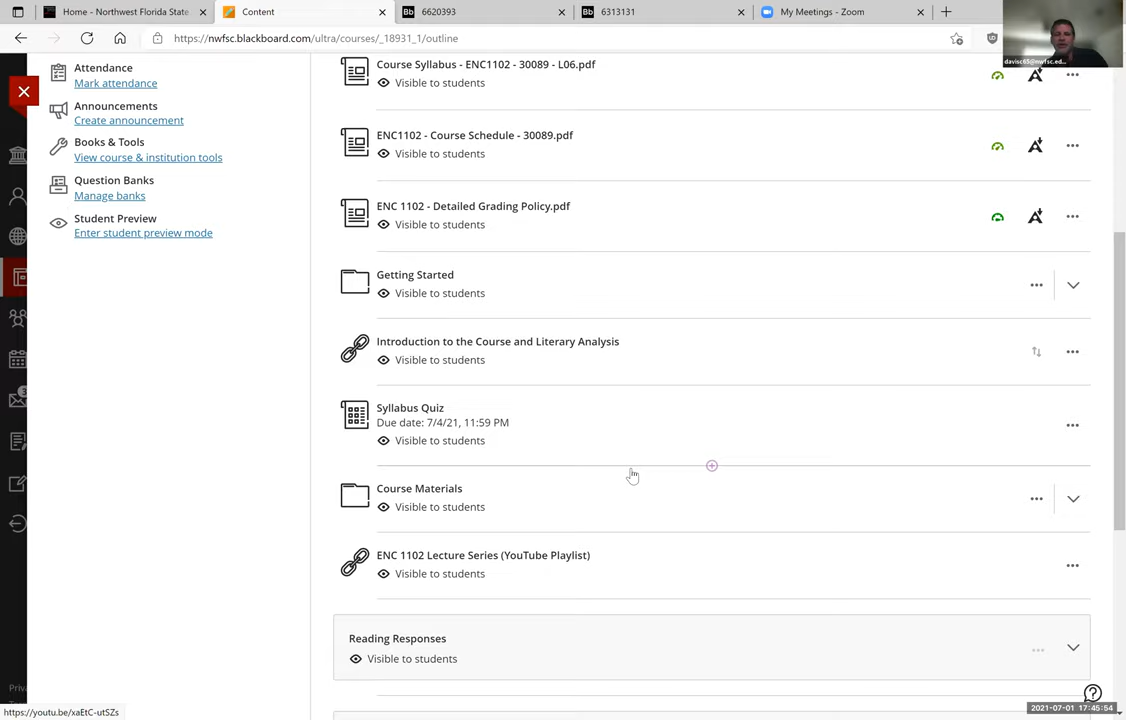 Home - Northwest Florida State
Content
Bb 6620393
Bb 6313131
My Meetings - Zoom
https://nwfsc.blackboard.com/ultra/courses/_18931_1/outline
davisc65@nwfsc.ed...
Attendance
Mark attendance
Announcements
Create announcement
Books & Tools
View course & institution tools
Question Banks
Manage banks
Student Preview
Enter student preview mode
Course Syllabus - ENC1102 - 30089 - L06.pdf
Visible to students
ENC1102 - Course Schedule - 30089.pdf
Visible to students
ENC 1102 - Detailed Grading Policy.pdf
Visible to students
Getting Started
Visible to students
Introduction to the Course and Literary Analysis
Visible to students
Syllabus Quiz
Due date: 7/4/21, 11:59 PM
Visible to students
Course Materials
Visible to students
ENC 1102 Lecture Series (YouTube Playlist)
Visible to students
Reading Responses
Visible to students
Priv
https://youtu.be/xaEtC-utSZs
2021-07-01 17:45:54